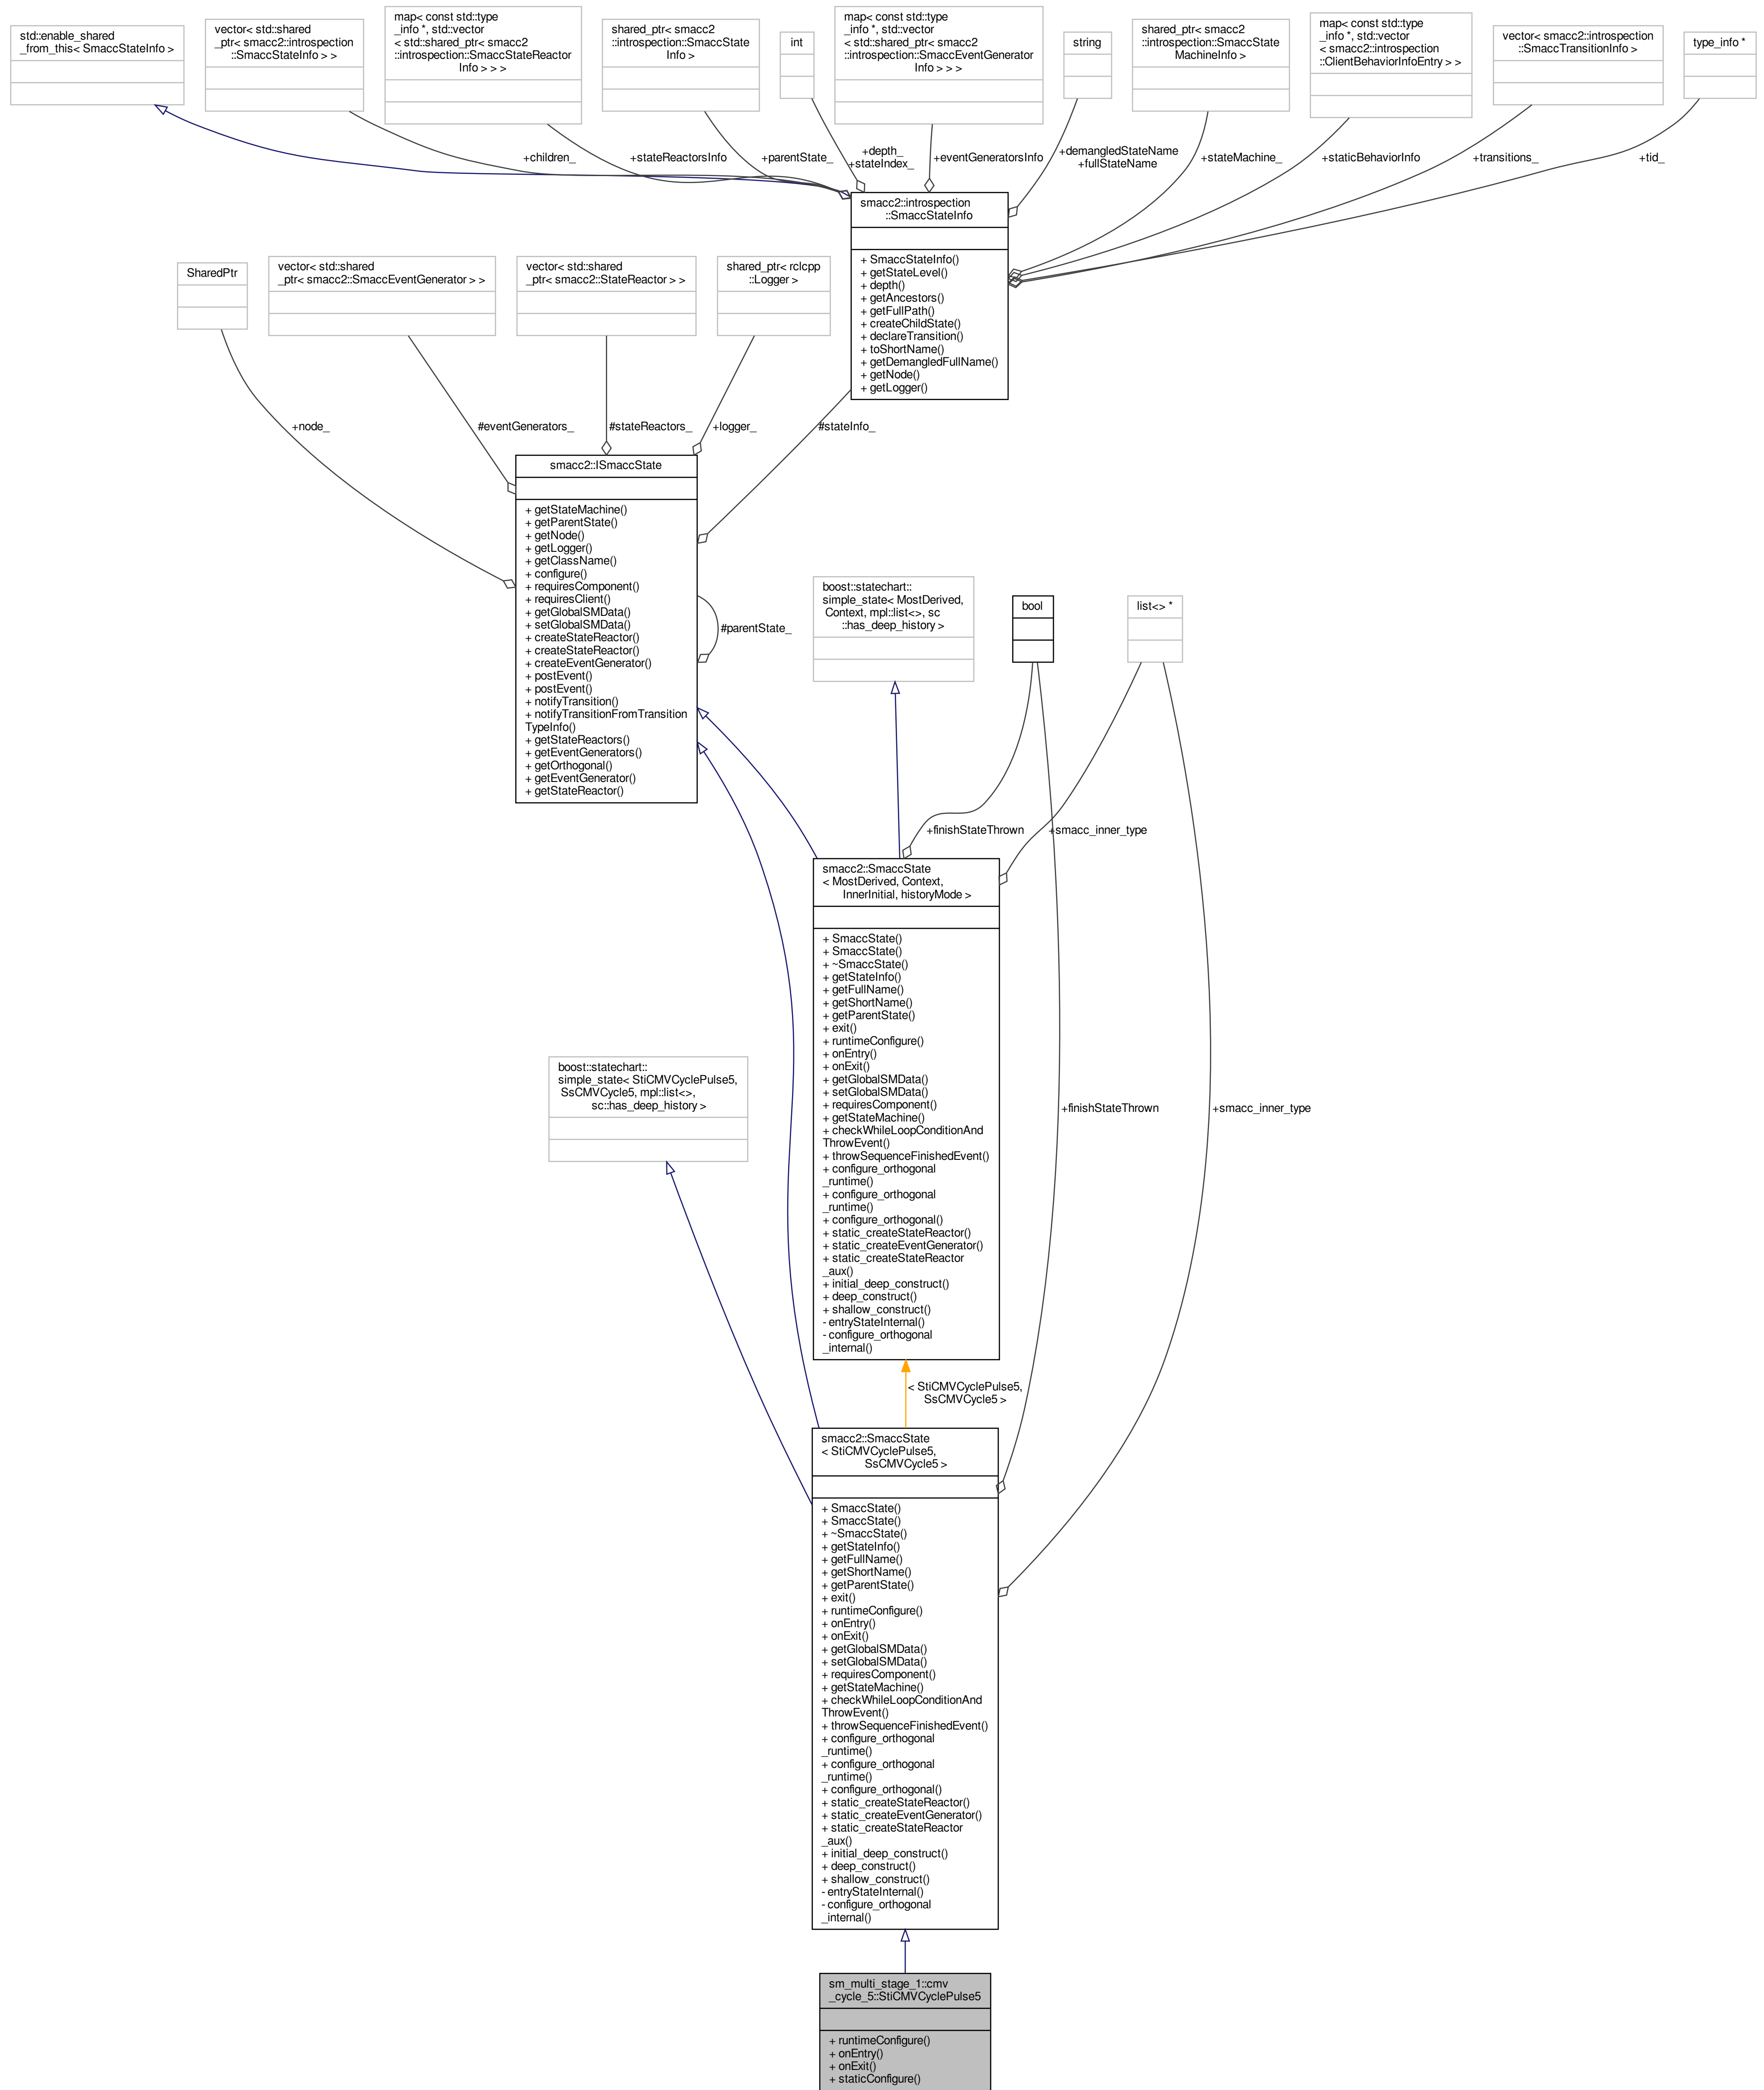 std::enable_shared
_from_this< SmaccStateInfo >
vector< std::shared
_ptr< smacc2::introspection
::SmaccStateInfo > >
map< const std::type
_info *, std::vector
< std::shared_ptr< smacc2
::introspection::SmaccStateReactor
Info > > >
shared_ptr< smacc2
::introspection::SmaccState
Info >
int
map< const std::type
_info *, std::vector
< std::shared_ptr< smacc2
::introspection::SmaccEventGenerator
Info > > >
string
shared_ptr< smacc2
::introspection::SmaccState
MachineInfo >
map< const std::type
_info *, std::vector
< smacc2::introspection
::ClientBehaviorInfoEntry > >
vector< smacc2::introspection
::SmaccTransitionInfo >
type_info *
+children_
+stateReactorsInfo
+parentState_
+depth_
+stateIndex_
+eventGeneratorsInfo
+demangledStateName
+fullStateName
+stateMachine_
+staticBehaviorInfo
+transitions_
+tid_
smacc2::introspection
::SmaccStateInfo
+ SmaccStateInfo()
+ getStateLevel()
+ depth()
+ getAncestors()
+ getFullPath()
+ createChildState()
+ declareTransition()
+ toShortName()
+ getDemangledFullName()
+ getNode()
+ getLogger()
SharedPtr
vector< std::shared
_ptr< smacc2::SmaccEventGenerator > >
vector< std::shared
_ptr< smacc2::StateReactor > >
shared_ptr< rclcpp
::Logger >
+node_
#eventGenerators_
#stateReactors_
+logger_
#stateInfo_
smacc2::ISmaccState
+ getStateMachine()
+ getParentState()
+ getNode()
+ getLogger()
+ getClassName()
+ configure()
+ requiresComponent()
+ requiresClient()
+ getGlobalSMData()
+ setGlobalSMData()
+ createStateReactor()
+ createStateReactor()
+ createEventGenerator()
+ postEvent()
+ postEvent()
+ notifyTransition()
+ notifyTransitionFromTransition
TypeInfo()
+ getStateReactors()
+ getEventGenerators()
+ getOrthogonal()
+ getEventGenerator()
+ getStateReactor()
#parentState_
boost::statechart::
simple_state< MostDerived,
Context, mpl::list<>, sc
::has_deep_history >
bool
list<> *
+finishStateThrown
+smacc_inner_type
smacc2::SmaccState
< MostDerived, Context,
InnerInitial, historyMode >
+ SmaccState()
+ SmaccState()
+ ~SmaccState()
+ getStateInfo()
+ getFullName()
+ getShortName()
+ getParentState()
+ exit()
+ runtimeConfigure()
+ onEntry()
+ onExit()
+ getGlobalSMData()
+ setGlobalSMData()
+ requiresComponent()
+ getStateMachine()
+ checkWhileLoopConditionAnd
ThrowEvent()
+ throwSequenceFinishedEvent()
+ configure_orthogonal
_runtime()
+ configure_orthogonal
_runtime()
+ configure_orthogonal()
+ static_createStateReactor()
+ static_createEventGenerator()
+ static_createStateReactor
_aux()
+ initial_deep_construct()
+ deep_construct()
+ shallow_construct()
- entryStateInternal()
- configure_orthogonal
_internal()
boost::statechart::
simple_state< StiCMVCyclePulse5,
SsCMVCycle5, mpl::list<>,
sc::has_deep_history >
+finishStateThrown
+smacc_inner_type
< StiCMVCyclePulse5,
SsCMVCycle5 >
smacc2::SmaccState
< StiCMVCyclePulse5,
SsCMVCycle5 >
+ SmaccState()
+ SmaccState()
+ ~SmaccState()
+ getStateInfo()
+ getFullName()
+ getShortName()
+ getParentState()
+ exit()
+ runtimeConfigure()
+ onEntry()
+ onExit()
+ getGlobalSMData()
+ setGlobalSMData()
+ requiresComponent()
+ getStateMachine()
+ checkWhileLoopConditionAnd
ThrowEvent()
+ throwSequenceFinishedEvent()
+ configure_orthogonal
_runtime()
+ configure_orthogonal
_runtime()
+ configure_orthogonal()
+ static_createStateReactor()
+ static_createEventGenerator()
+ static_createStateReactor
_aux()
+ initial_deep_construct()
+ deep_construct()
+ shallow_construct()
- entryStateInternal()
- configure_orthogonal
_internal()
sm_multi_stage_1::cmv
_cycle_5::StiCMVCyclePulse5
+ runtimeConfigure()
+ onEntry()
+ onExit()
+ staticConfigure()